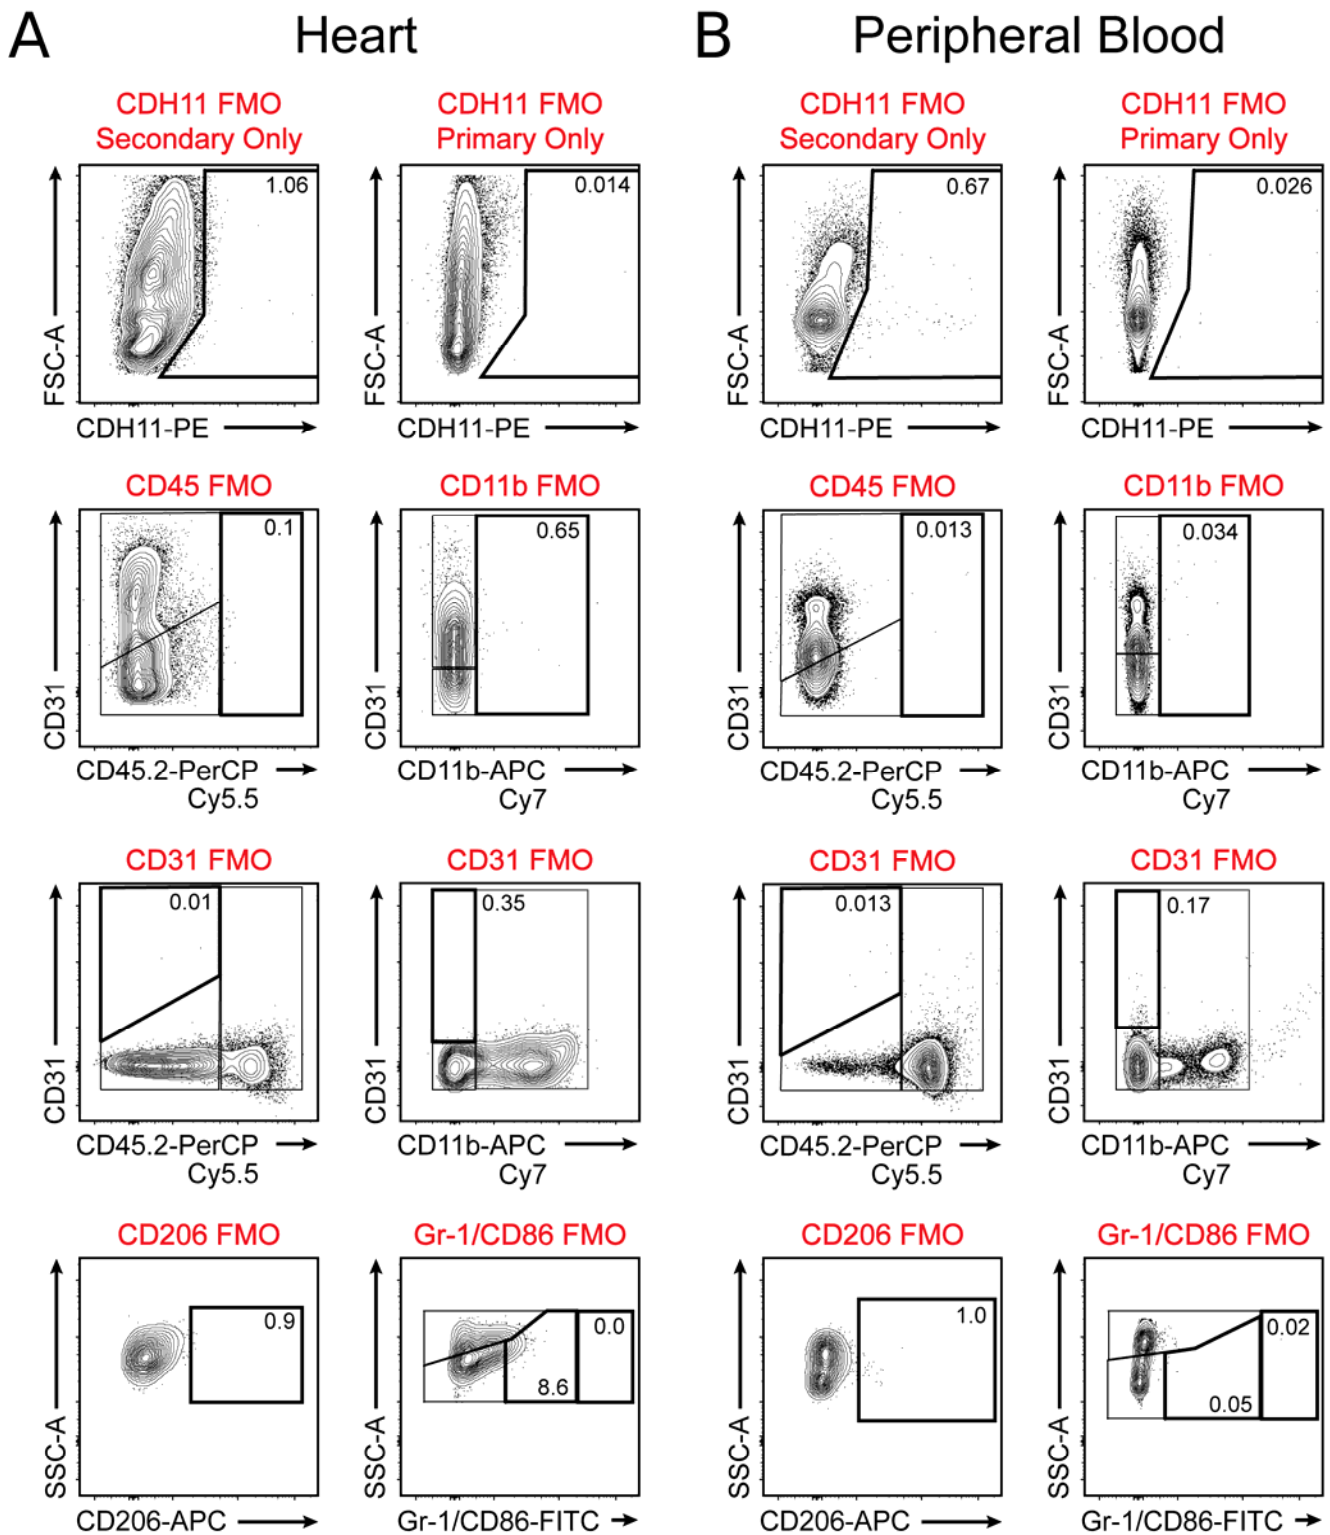 A Heart B Peripheral Blood
CDH11 FMO CDH11 FMO CDH11 FMO CDH11 FMO
Secondary Only Primary Only Secondary Only Primary Only
1.06 0.014 0.67 0.026
FSC-A FSC-A FSC-A FSC-A
CDH11-PE CDH11-PE CDH11-PE CDH11-PE
CD45 FMO CD11b FMO CD45 FMO CD11b FMO
0.1 0.65 0.013 0.034
CD31 CD31 CD31 CD31
CD45.2-PerCP CD11b-APC CD45.2-PerCP CD11b-APC
Cy5.5 Cy7 Cy5.5 Cy7
CD31 FMO CD31 FMO CD31 FMO CD31 FMO
0.01 0.35 0.013 0.17
CD31 CD31 CD31 CD31
CD45.2-PerCP CD11b-APC CD45.2-PerCP CD11b-APC
Cy5.5 Cy7 Cy5.5 Cy7
CD206 FMO Gr-1/CD86 FMO CD206 FMO Gr-1/CD86 FMO
0.9 0.0 1.0 0.02
8.6 0.05
SSC-A SSC-A SSC-A SSC-A
CD206-APC Gr-1/CD86-FITC CD206-APC Gr-1/CD86-FITC